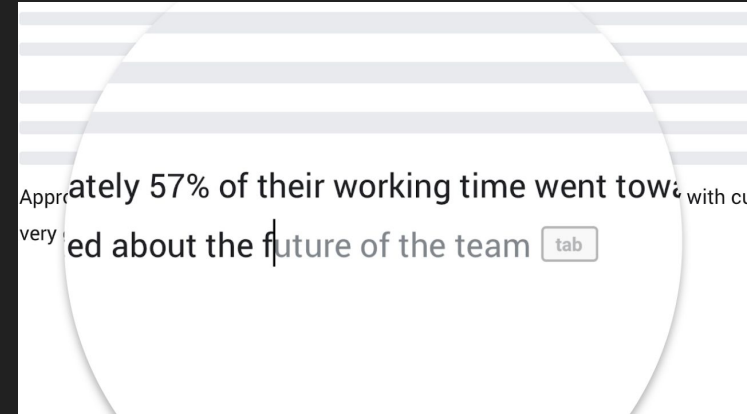 Appr ately 57% of their working time went towa with cu
very ed about the future of the team tab